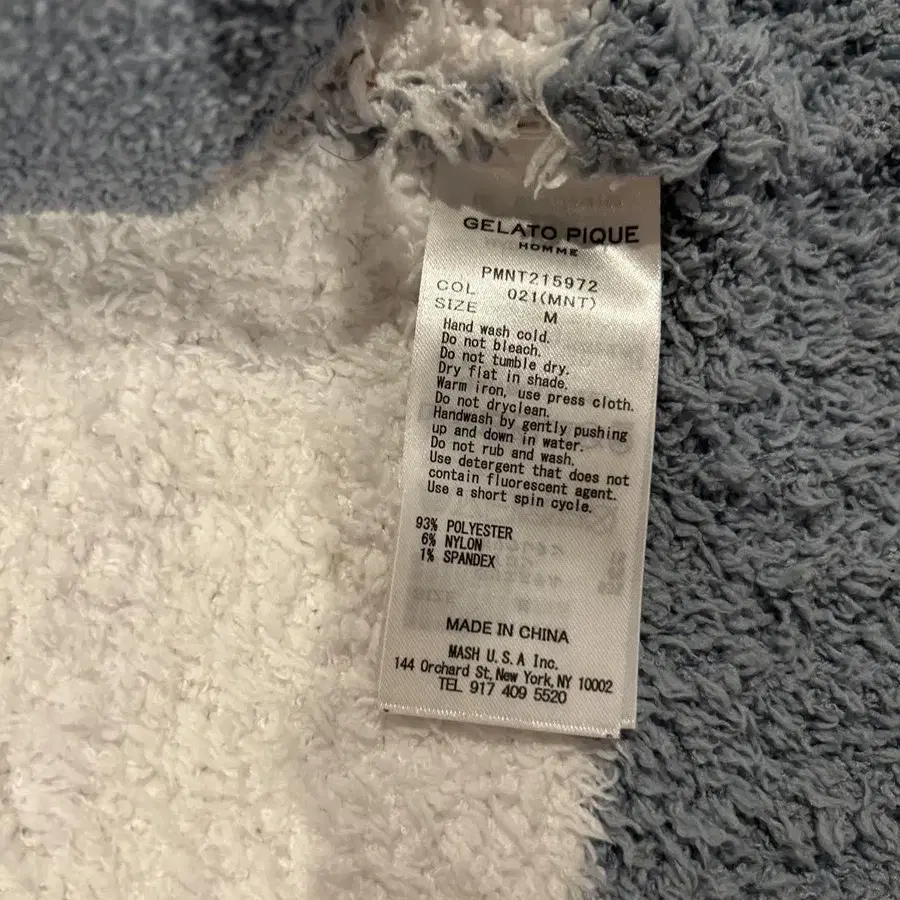 GELATO PIQUE
HOMME
PMNT215972
COL 021(MNT)
SIZE M
Hand wash cold.
Do not bleach.
Do not tumble dry.
Dry flat in shade.
Warm iron, use press cloth.
Do not dryclean.
Handwash by gently pushing
up and down in water.
Do not rub and wash.
Use detergent that does not
contain fluorescent agent.
Use a short spin cycle.
93% POLYESTER
6% NYLON
1% SPANDEX
MADE IN CHINA
MASH U.S.A Inc.
144 Orchard St, New York, NY 10002
TEL 917 409 5520